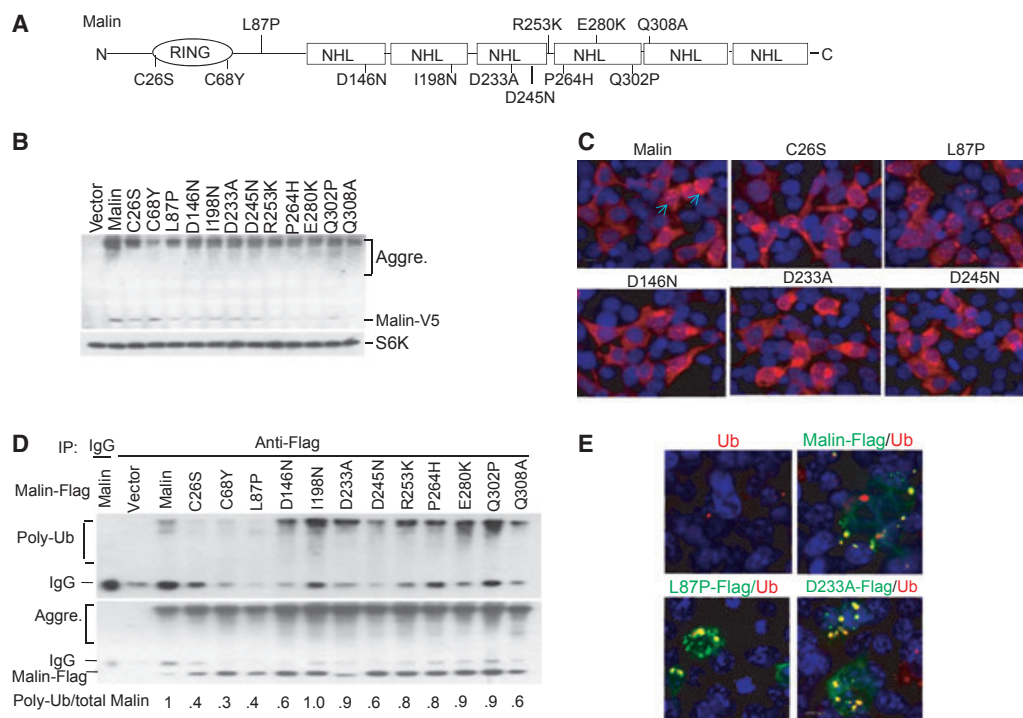 A
Malin
L87P
R253K
E280K
Q308A
N
RING
NHL
NHL
NHL
NHL
NHL
NHL
C
C26S
C68Y
D146N
I198N
D233A
P264H
Q302P
D245N
B
Vector
Malin
C26S
C68Y
L87P
D146N
I198N
D233A
D245N
R253K
P264H
E280K
Q302P
Q308A
Aggre.
Malin-V5
S6K
C
Malin
C26S
L87P
D146N
D233A
D245N
D
IP:
IgG
Anti-Flag
Malin-Flag
Malin
Vector
Malin
C26S
C68Y
L87P
D146N
I198N
D233A
D245N
R253K
P264H
E280K
Q302P
Q308A
Poly-Ub
IgG
Aggre.
IgG
Malin-Flag
Poly-Ub/total Malin 1 .4 .3 .4 .6 1.0 .9 .6 .8 .8 .9 .9 .6
E
Ub
Malin-Flag/Ub
L87P-Flag/Ub
D233A-Flag/Ub